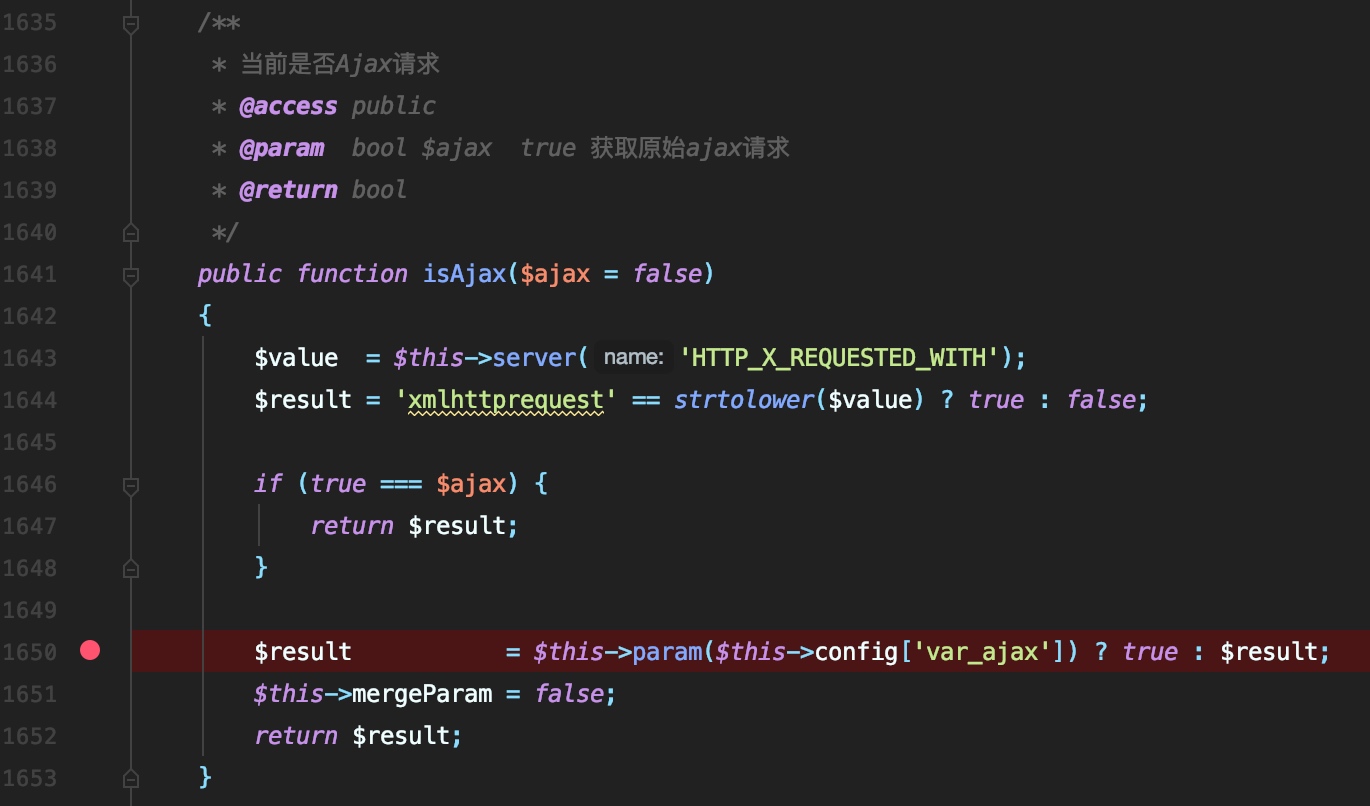 1635 /**
1636 * 当前是否Ajax请求
1637 * @access public
1638 * @param  bool $ajax  true 获取原始ajax请求
1639 * @return bool
1640 */
1641 public function isAjax($ajax = false)
1642 {
1643 $value  = $this->server( name: 'HTTP_X_REQUESTED_WITH');
1644 $result = 'xmlhttprequest' == strtolower($value) ? true : false;
1645
1646 if (true === $ajax) {
1647 return $result;
1648 }
1649
1650 $result           = $this->param($this->config['var_ajax']) ? true : $result;
1651 $this->mergeParam = false;
1652 return $result;
1653 }